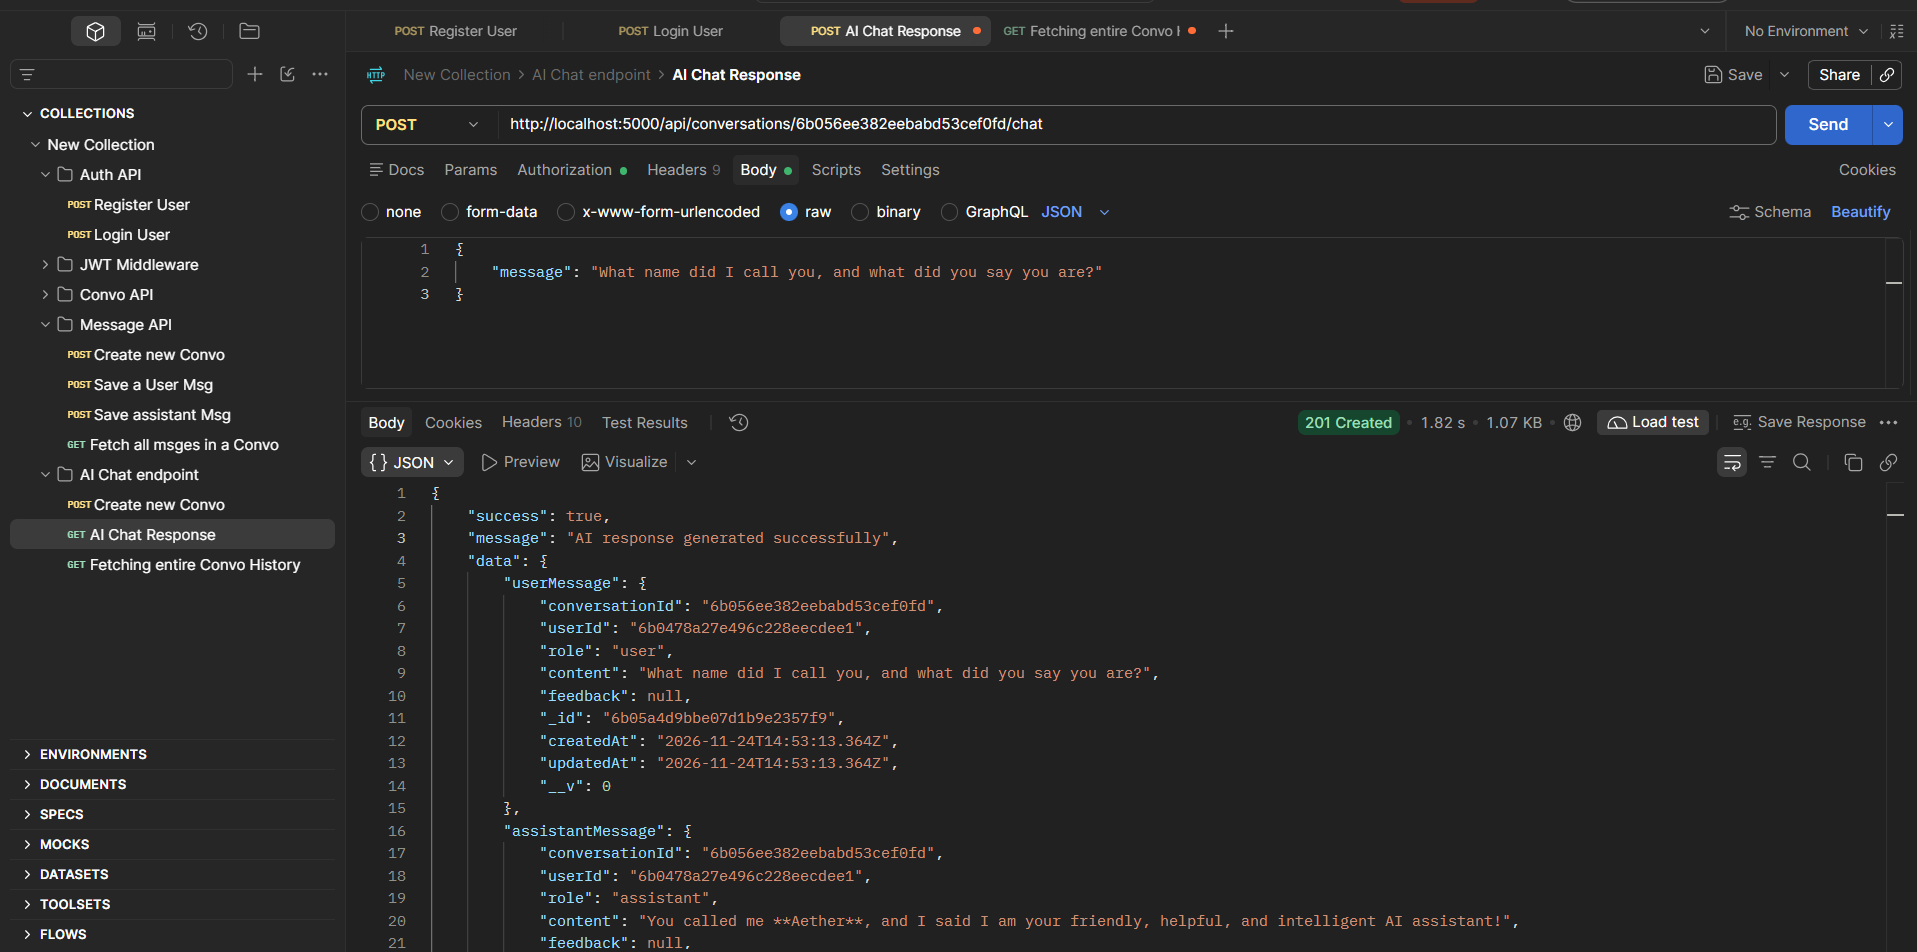 POST Register User
POST Login User
POST AI Chat Response
GET Fetching entire Convo H
No Environment
COLLECTIONS
New Collection
Auth API
POST Register User
POST Login User
JWT Middleware
Convo API
Message API
POST Create new Convo
POST Save a User Msg
POST Save assistant Msg
GET Fetch all msges in a Convo
AI Chat endpoint
POST Create new Convo
GET AI Chat Response
GET Fetching entire Convo History
ENVIRONMENTS
DOCUMENTS
SPECS
MOCKS
DATASETS
TOOLSETS
FLOWS
HTTP New Collection > AI Chat endpoint > AI Chat Response
Save
Share
POST http://localhost:5000/api/conversations/6b056ee382eebabd53cef0fd/chat
Send
Docs Params Authorization Headers 9 Body Scripts Settings
Cookies
none form-data x-www-form-urlencoded raw binary GraphQL JSON
Schema Beautify
1 {
2 "message": "What name did I call you, and what did you say you are?"
3 }
Body Cookies Headers 10 Test Results
201 Created • 1.82 s • 1.07 KB
Load test
e.g. Save Response
{} JSON Preview Visualize
1 {
2 "success": true,
3 "message": "AI response generated successfully",
4 "data": {
5 "userMessage": {
6 "conversationId": "6b056ee382eebabd53cef0fd",
7 "userId": "6b0478a27e496c228eecdee1",
8 "role": "user",
9 "content": "What name did I call you, and what did you say you are?",
10 "feedback": null,
11 "_id": "6b05a4d9bbe07d1b9e2357f9",
12 "createdAt": "2026-11-24T14:53:13.364Z",
13 "updatedAt": "2026-11-24T14:53:13.364Z",
14 "__v": 0
15 },
16 "assistantMessage": {
17 "conversationId": "6b056ee382eebabd53cef0fd",
18 "userId": "6b0478a27e496c228eecdee1",
19 "role": "assistant",
20 "content": "You called me **Aether**, and I said I am your friendly, helpful, and intelligent AI assistant!",
21 "feedback": null,